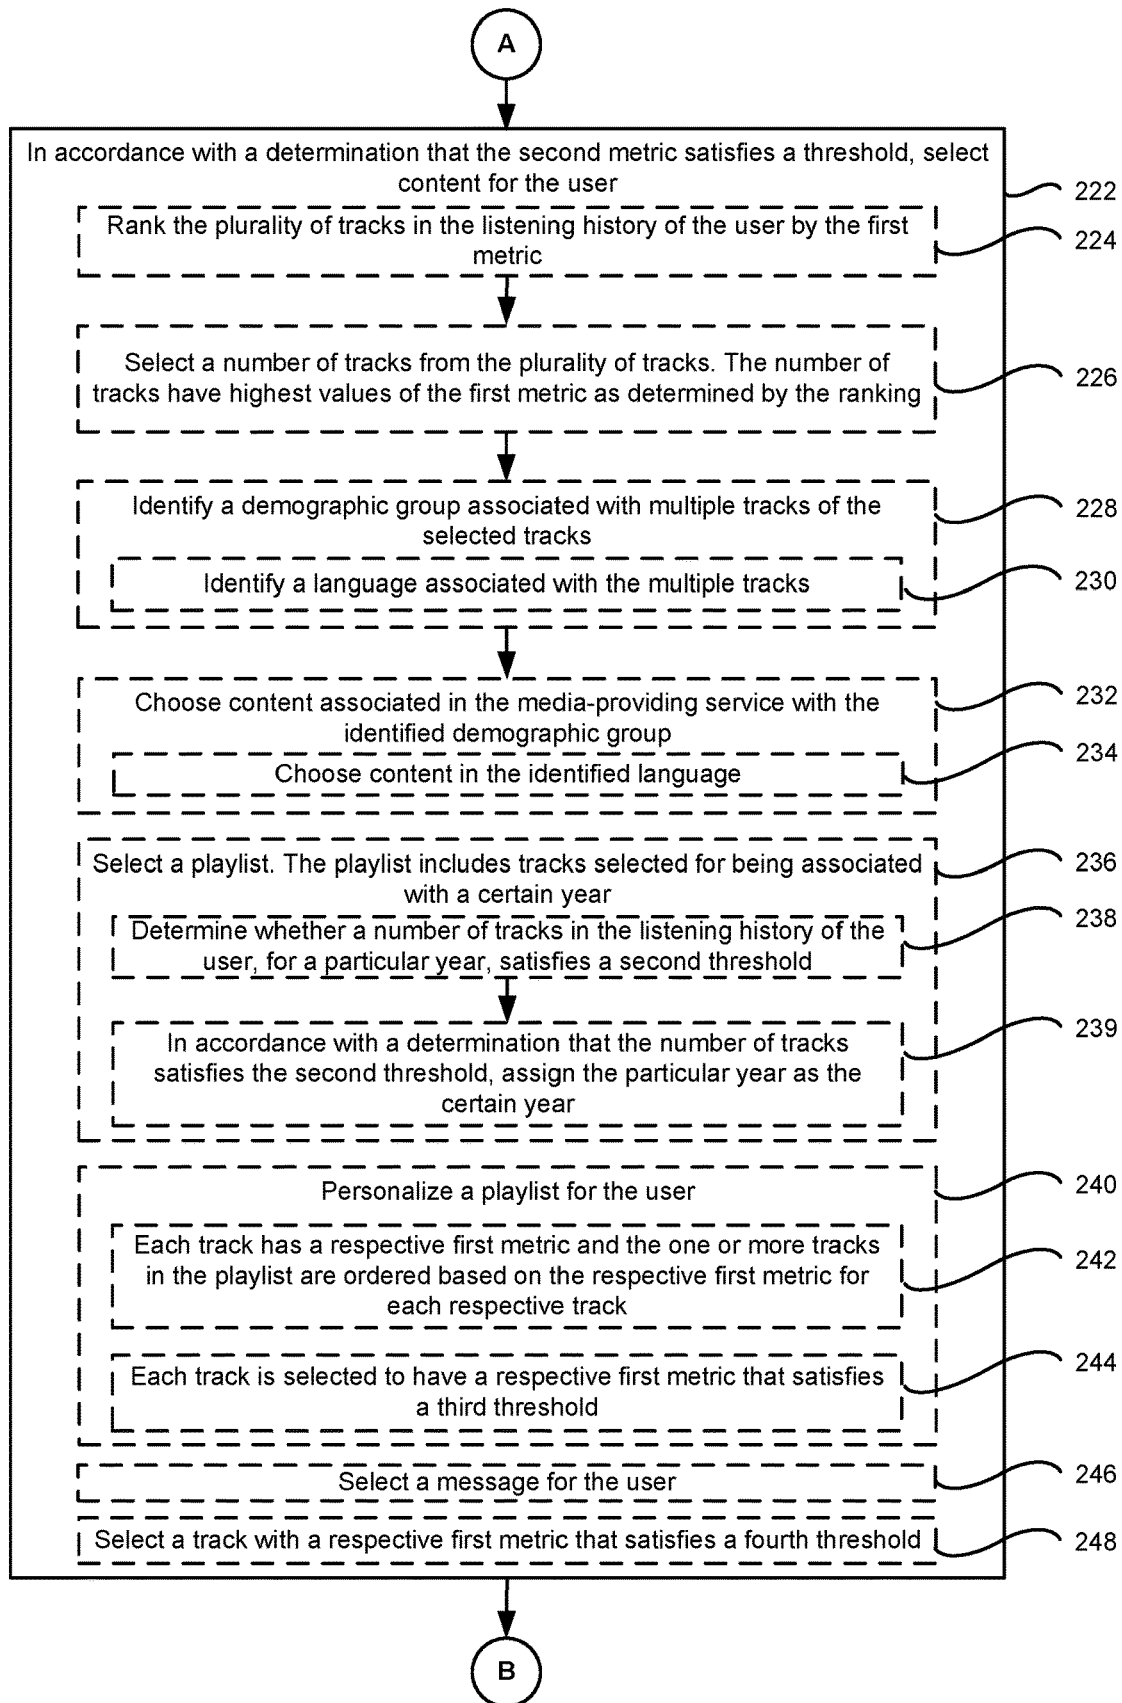 A
In accordance with a determination that the second metric satisfies a threshold, select
content for the user
222
Rank the plurality of tracks in the listening history of the user by the first
metric
224
Select a number of tracks from the plurality of tracks. The number of
tracks have highest values of the first metric as determined by the ranking
226
Identify a demographic group associated with multiple tracks of the
selected tracks
228
Identify a language associated with the multiple tracks
230
Choose content associated in the media-providing service with the
identified demographic group
232
Choose content in the identified language
234
Select a playlist. The playlist includes tracks selected for being associated
with a certain year
236
Determine whether a number of tracks in the listening history of the
user, for a particular year, satisfies a second threshold
238
In accordance with a determination that the number of tracks
satisfies the second threshold, assign the particular year as the
certain year
239
Personalize a playlist for the user
240
Each track has a respective first metric and the one or more tracks
in the playlist are ordered based on the respective first metric for
each respective track
242
Each track is selected to have a respective first metric that satisfies
a third threshold
244
Select a message for the user
246
Select a track with a respective first metric that satisfies a fourth threshold
248
B